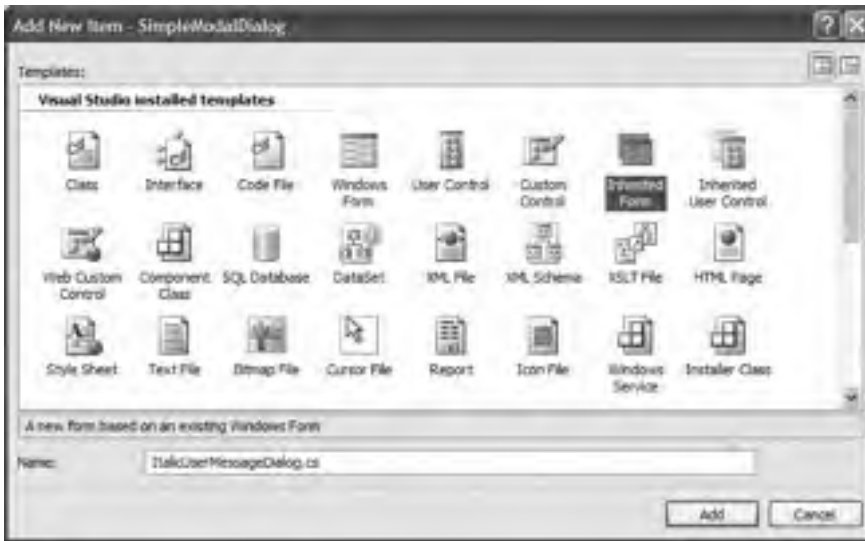 Add New Item - SimpleModalDialog
Templates:
Visual Studio installed templates
Class
Interface
Code File
Windows Form
User Control
Custom Control
Inherited Form
Inherited User Control
Web Custom Control
Component Class
SQL Database
DataSet
XML File
XML Schema
XSLT File
HTML Page
Style Sheet
Text File
Bitmap File
Cursor File
Report
Icon File
Windows Service
Installer Class
A new form based on an existing Windows Form
Name:
ItalicUserMessageDialog.cs
Add
Cancel